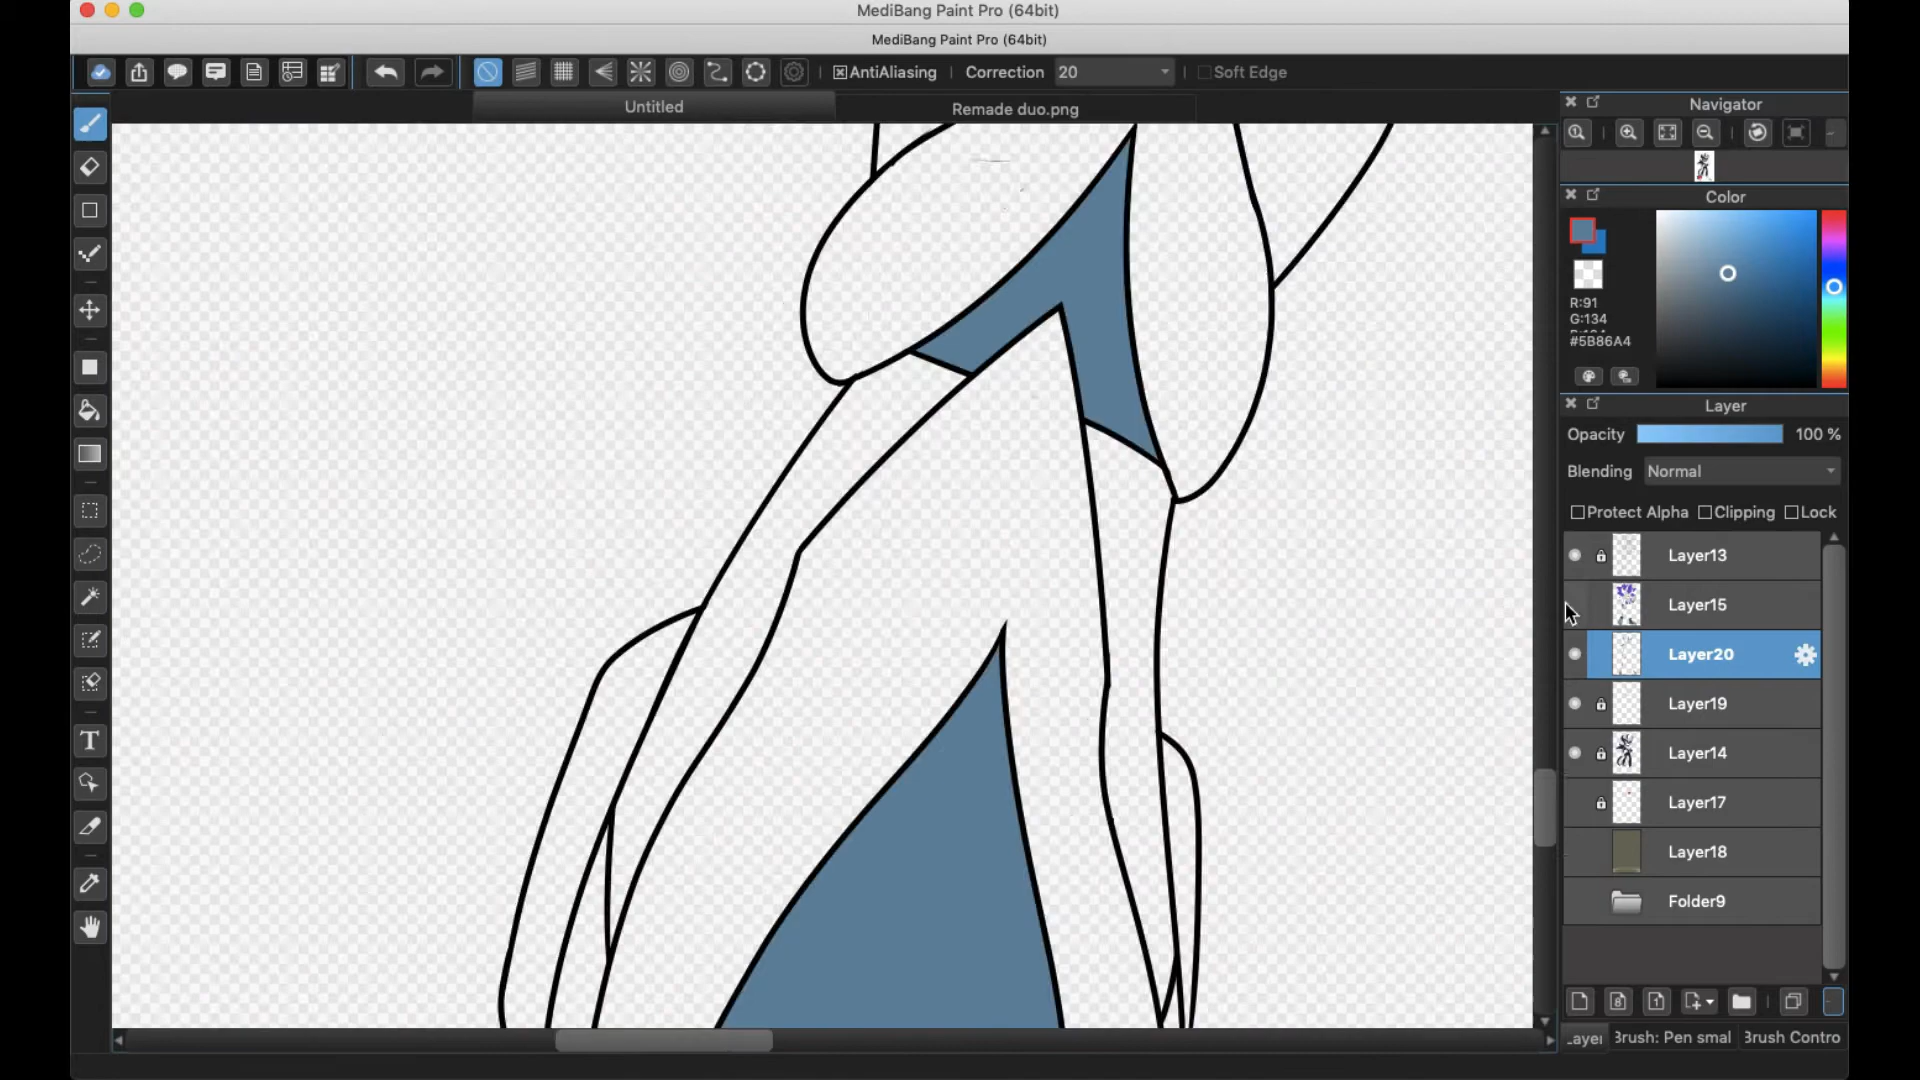 MediBang Paint Pro (64bit)
MediBang Paint Pro (64bit)
AntiAliasing
Correction 20
Soft Edge
Untitled
Remade duo.png
Navigator
Color
R:91
G:134
#5B86A4
Layer
Opacity 100 %
Blending Normal
Protect Alpha Clipping Lock
Layer13
Layer15
Layer20
Layer19
Layer14
Layer17
Layer18
Folder9
T
Brush: Pen smal
Brush Contro